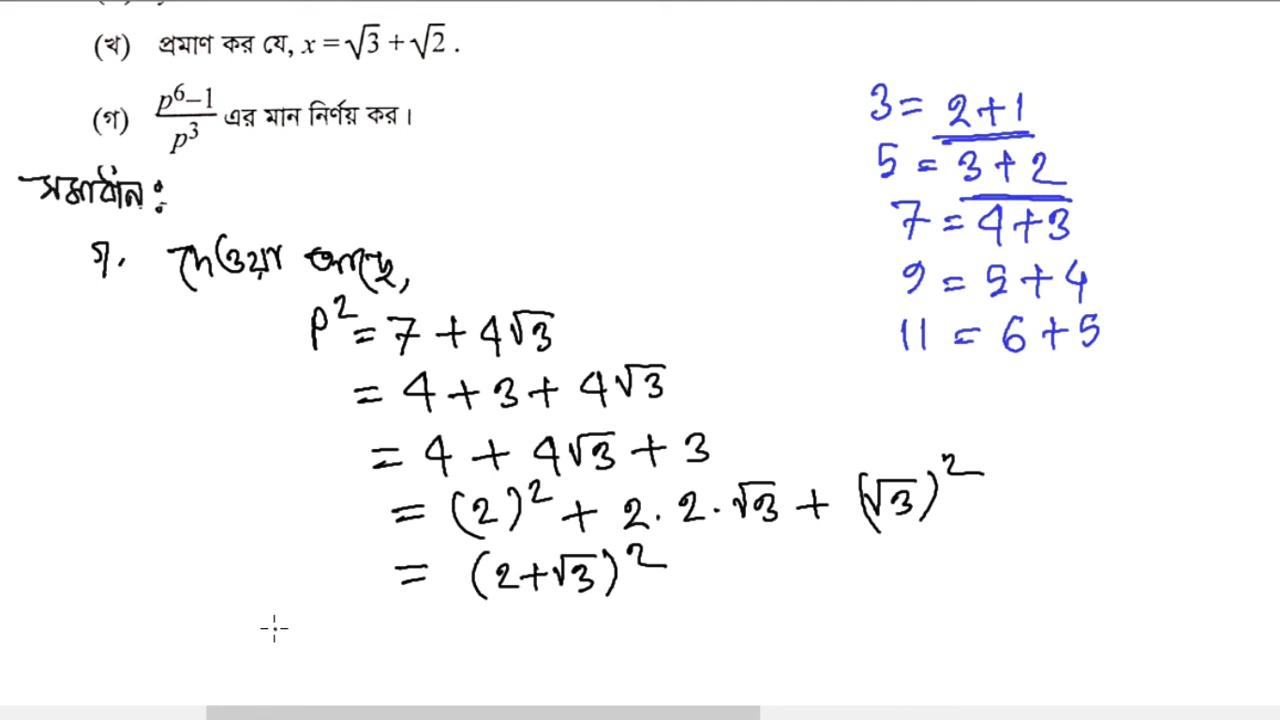 (খ) প্রমাণ কর যে, x = √3 + √2 .
(গ) p⁶–1/p³ এর মান নির্ণয় কর।
সমাধান :
গ. দেওয়া আছে,
P² = 7 + 4√3
= 4 + 3 + 4√3
= 4 + 4√3 + 3
= (2)² + 2. 2. √3 + (√3)²
= (2+√3)²
3 = 2+1
5 = 3+2
7 = 4+3
9 = 5+4
11 = 6+5